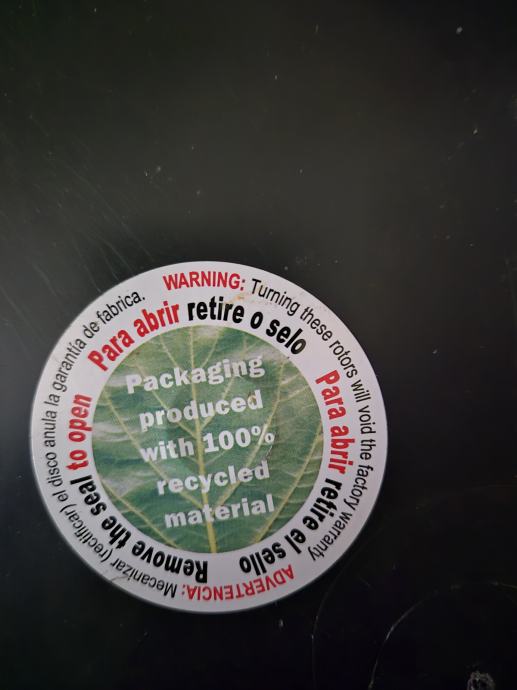 WARNING: Turning these rotors will void the factory warranty
ADVERTENCIA: Mecanizar (rectificar) el disco anula la garantía de fabrica.
Para abrir retire o selo
Para abrir retire el sello
Remove the seal to open
Packaging
produced
with 100%
recycled
material